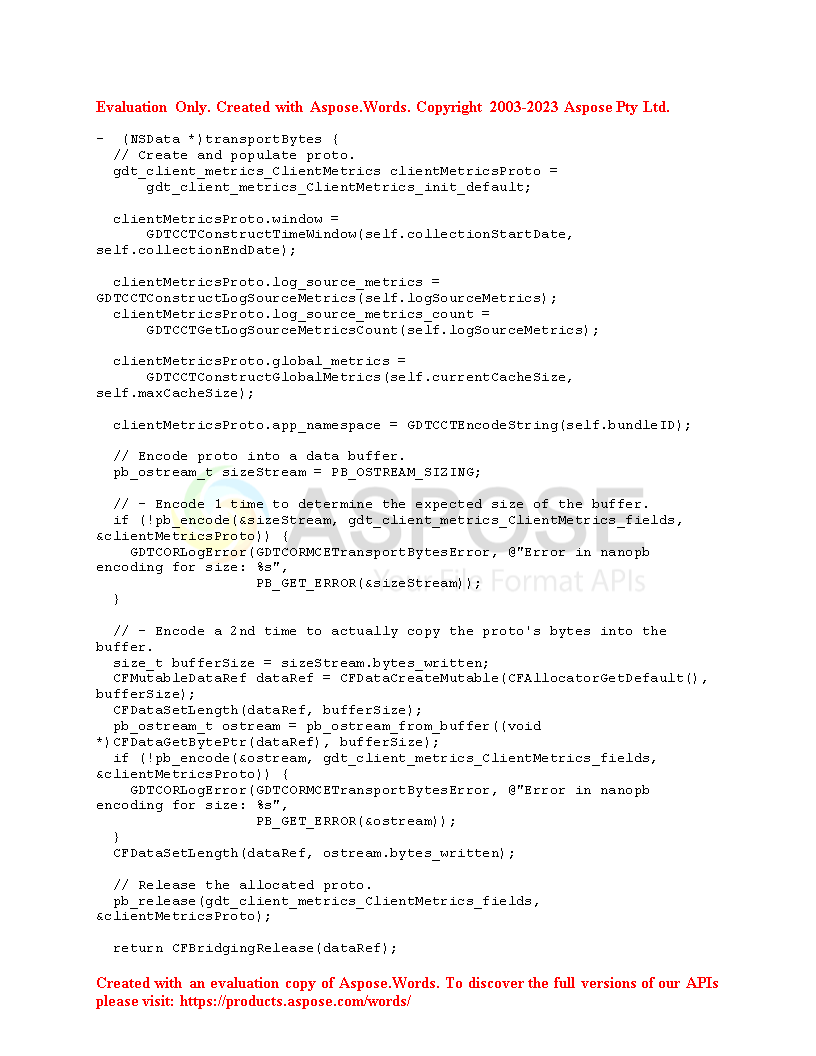 Evaluation Only. Created with Aspose.Words. Copyright 2003-2023 Aspose Pty Ltd.
-  (NSData *)transportBytes {
  // Create and populate proto.
  gdt_client_metrics_ClientMetrics clientMetricsProto =
      gdt_client_metrics_ClientMetrics_init_default;

  clientMetricsProto.window =
      GDTCCTConstructTimeWindow(self.collectionStartDate,
self.collectionEndDate);

  clientMetricsProto.log_source_metrics =
GDTCCTConstructLogSourceMetrics(self.logSourceMetrics);
  clientMetricsProto.log_source_metrics_count =
      GDTCCTGetLogSourceMetricsCount(self.logSourceMetrics);

  clientMetricsProto.global_metrics =
      GDTCCTConstructGlobalMetrics(self.currentCacheSize,
self.maxCacheSize);

  clientMetricsProto.app_namespace = GDTCCTEncodeString(self.bundleID);

  // Encode proto into a data buffer.
  pb_ostream_t sizeStream = PB_OSTREAM_SIZING;

  // - Encode 1 time to determine the expected size of the buffer.
  if (!pb_encode(&sizeStream, gdt_client_metrics_ClientMetrics_fields,
&clientMetricsProto)) {
    GDTCORLogError(GDTCORMCETransportBytesError, @"Error in nanopb
encoding for size: %s",
                   PB_GET_ERROR(&sizeStream));
  }
ASPOSE
Your File Format APIs

  // - Encode a 2nd time to actually copy the proto's bytes into the
buffer.
  size_t bufferSize = sizeStream.bytes_written;
  CFMutableDataRef dataRef = CFDataCreateMutable(CFAllocatorGetDefault(),
bufferSize);
  CFDataSetLength(dataRef, bufferSize);
  pb_ostream_t ostream = pb_ostream_from_buffer((void
*)CFDataGetBytePtr(dataRef), bufferSize);
  if (!pb_encode(&ostream, gdt_client_metrics_ClientMetrics_fields,
&clientMetricsProto)) {
    GDTCORLogError(GDTCORMCETransportBytesError, @"Error in nanopb
encoding for size: %s",
                   PB_GET_ERROR(&ostream));
  }
  CFDataSetLength(dataRef, ostream.bytes_written);

  // Release the allocated proto.
  pb_release(gdt_client_metrics_ClientMetrics_fields,
&clientMetricsProto);

  return CFBridgingRelease(dataRef);
Created with an evaluation copy of Aspose.Words. To discover the full versions of our APIs
please visit: https://products.aspose.com/words/